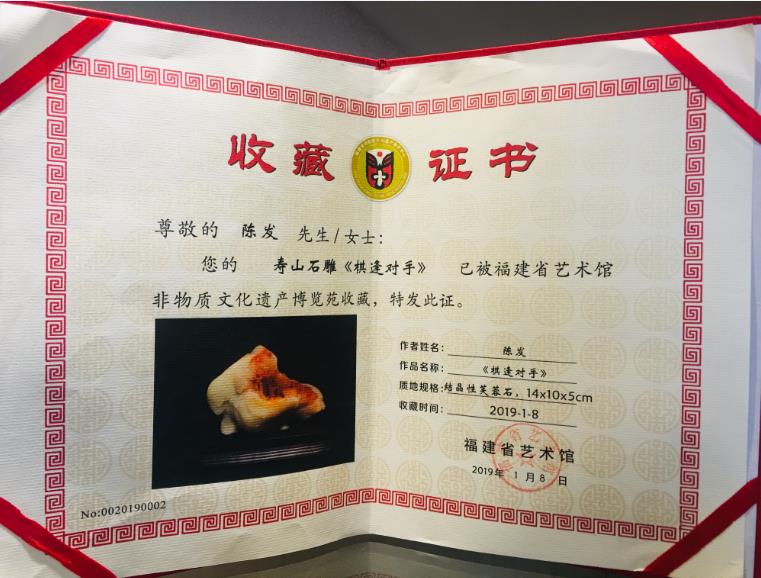 收藏证书
尊敬的 陈发 先生/女士：
您的 寿山石雕《棋逢对手》 已被福建省艺术馆
非物质文化遗产博览苑收藏，特发此证。
作者姓名： 陈发
作品名称： 《棋逢对手》
质地规格：结晶性芙蓉石，14x10x5cm
收藏时间： 2019-1-8
福建省艺术馆
2019年 1 月 8 日
No:0020190002